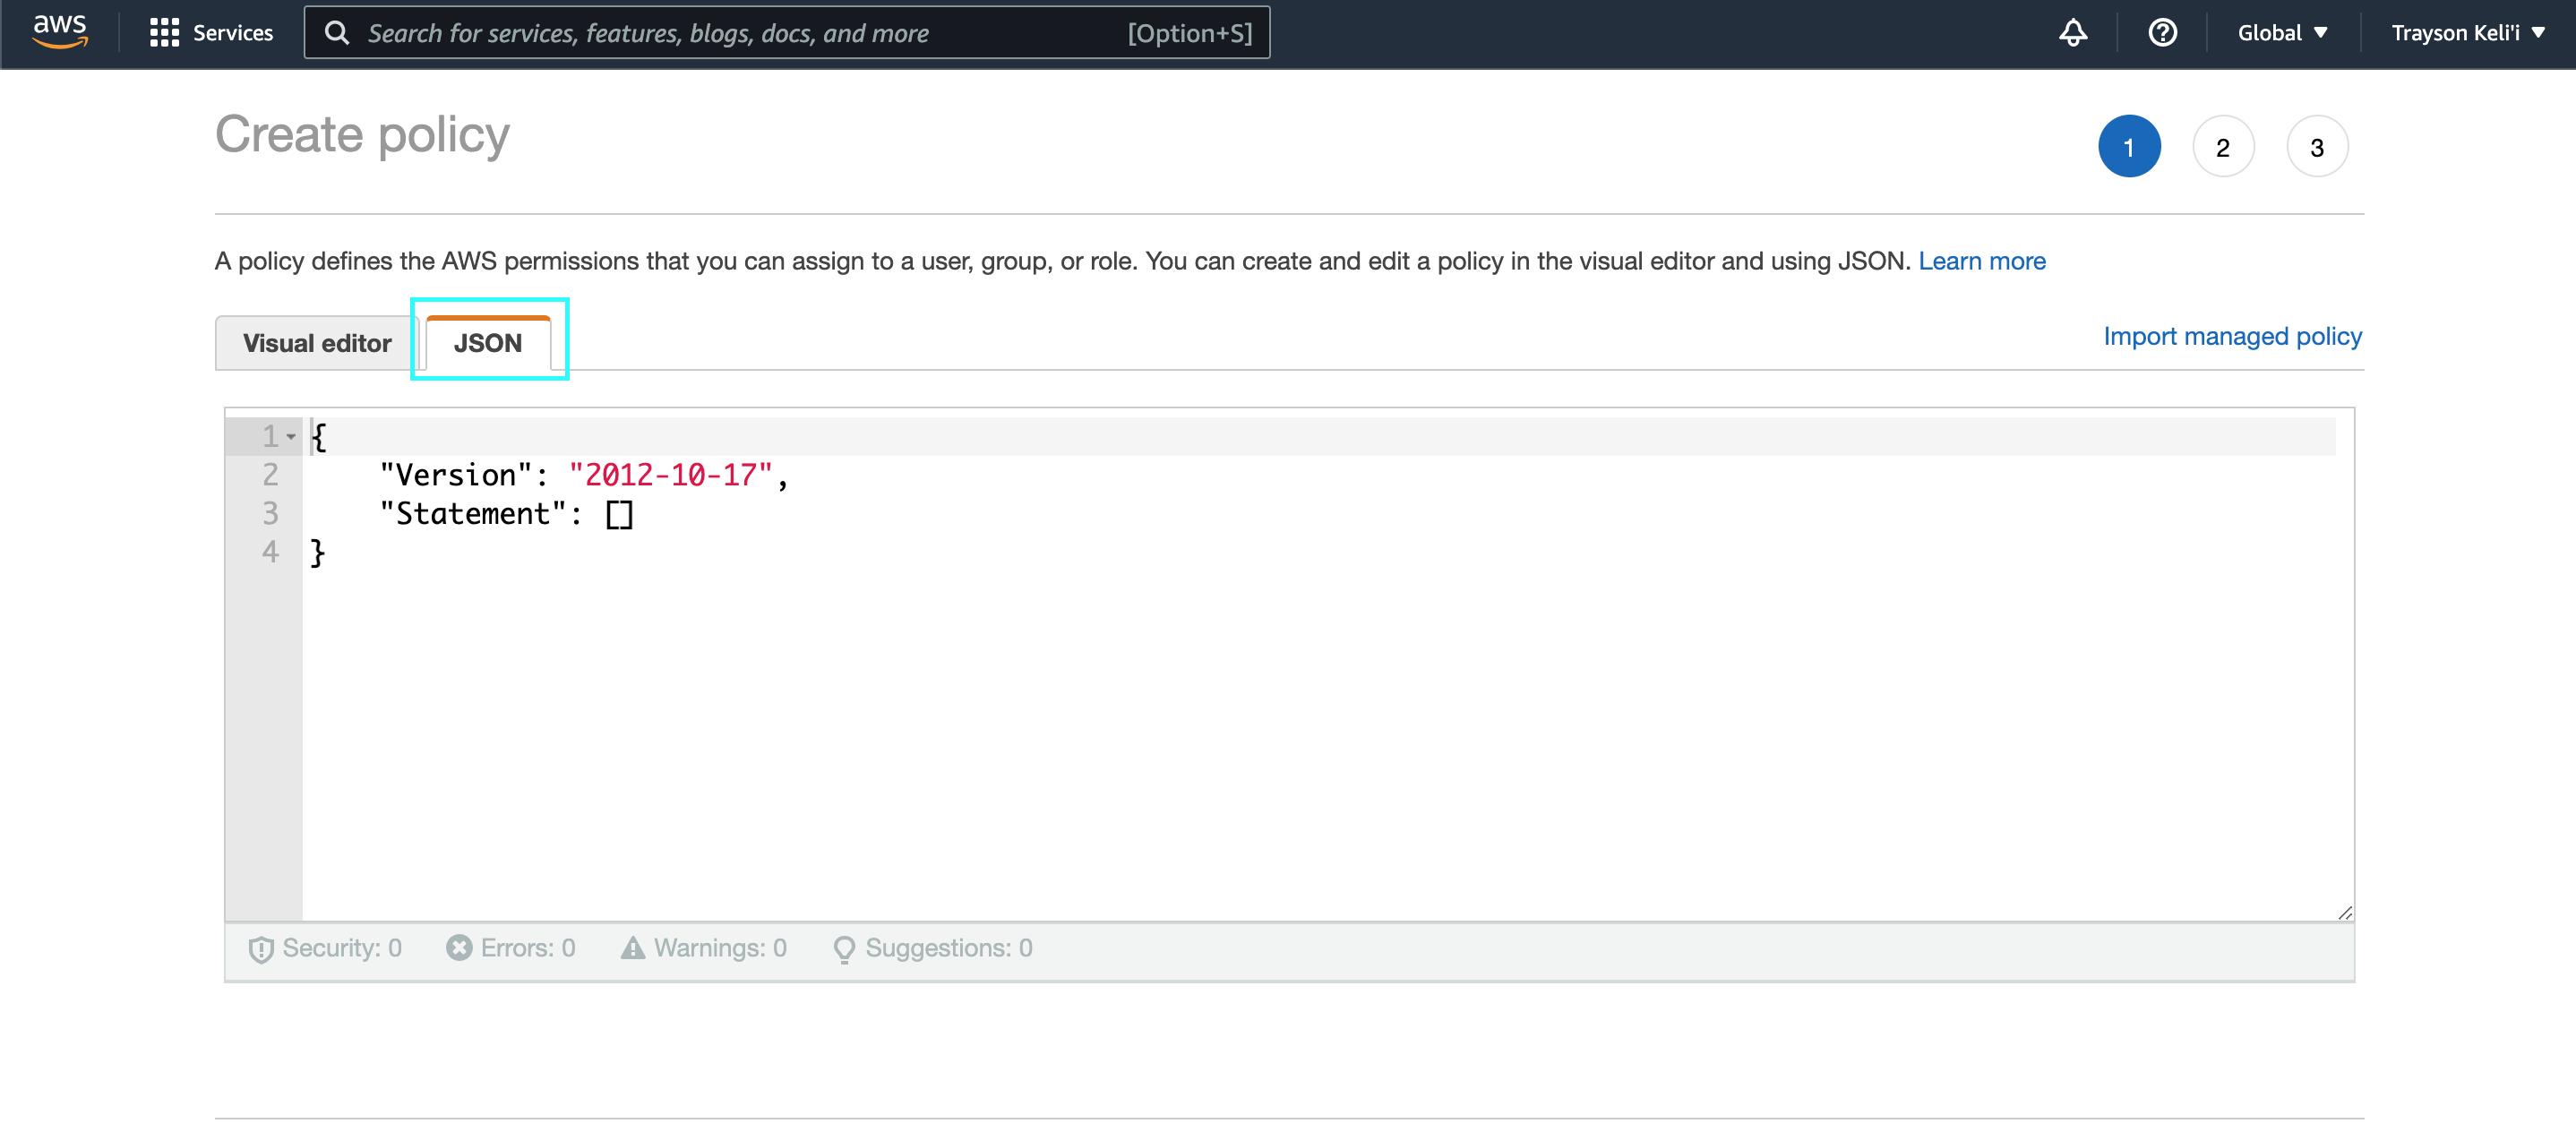 aws Services Search for services, features, blogs, docs, and more [Option+S] Global Trayson Keli'i
Create policy
1 2 3
A policy defines the AWS permissions that you can assign to a user, group, or role. You can create and edit a policy in the visual editor and using JSON. Learn more
Visual editor JSON Import managed policy
1 {
2 "Version": "2012-10-17",
3 "Statement": []
4 }
Security: 0 Errors: 0 Warnings: 0 Suggestions: 0